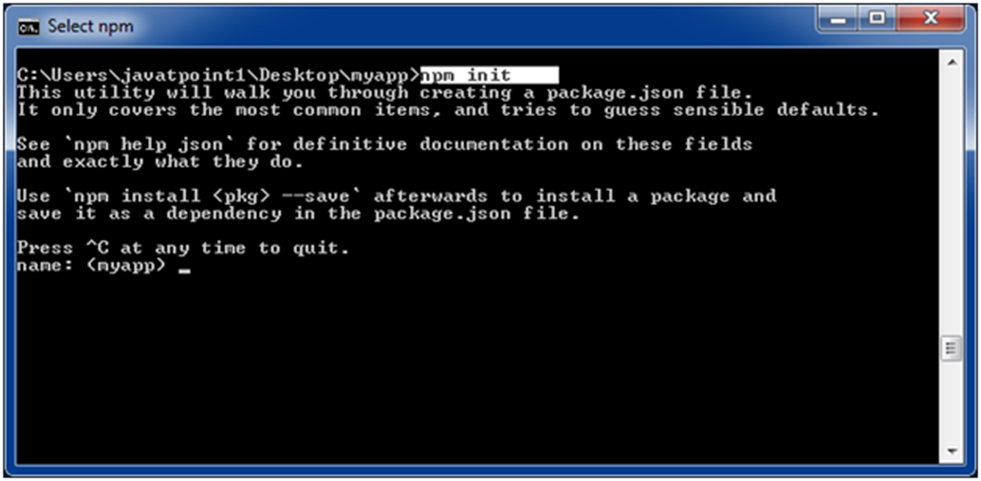 Select npm
C:\Users\javatpoint1\Desktop\myapp>npm init
This utility will walk you through creating a package.json file.
It only covers the most common items, and tries to guess sensible defaults.
See `npm help json` for definitive documentation on these fields
and exactly what they do.
Use `npm install <pkg> --save` afterwards to install a package and
save it as a dependency in the package.json file.
Press ^C at any time to quit.
name: (myapp) _